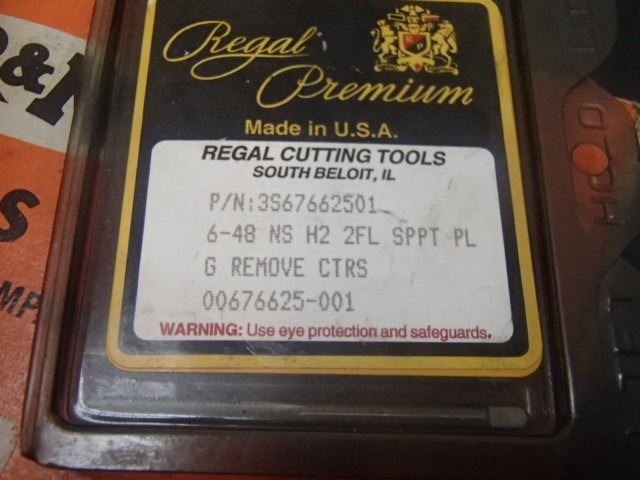 Regal
Premium
Made in U.S.A.
REGAL CUTTING TOOLS
SOUTH BELOIT, IL
P/N:3S67662501
6-48 NS H2 2FL SPPT PL
G REMOVE CTRS
00676625-001
WARNING: Use eye protection and safeguards.